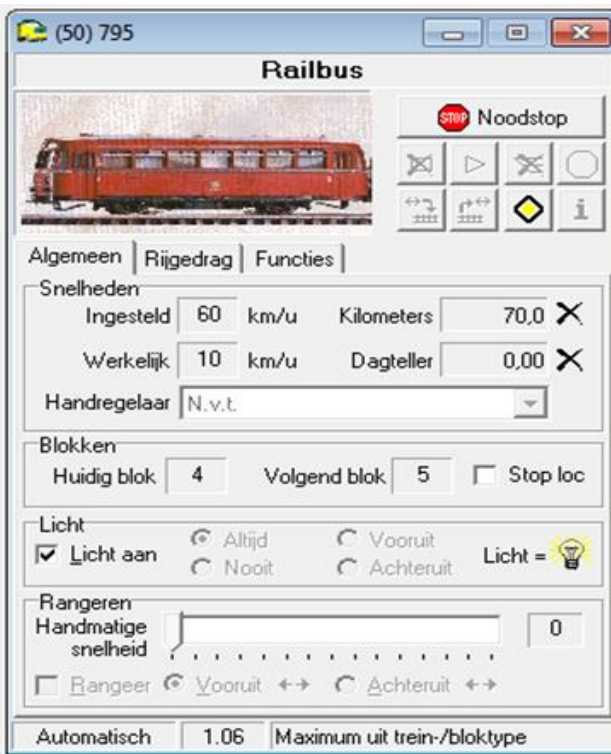 (50) 795
Railbus
STOP Noodstop
i
Algemeen Rijgedrag Functies
Snelheden
Ingesteld 60 km/u Kilometers 70,0
Werkelijk 10 km/u Dagteller 0,00
Handregelaar N.v.t.
Blokken
Huidig blok 4 Volgend blok 5 Stop loc
Licht
Licht aan Altijd Vooruit Licht =
Nooit Achteruit
Rangeren
Handmatige snelheid 0
Rangeer Vooruit Achteruit
Automatisch 1.06 Maximum uit trein-/bloktype